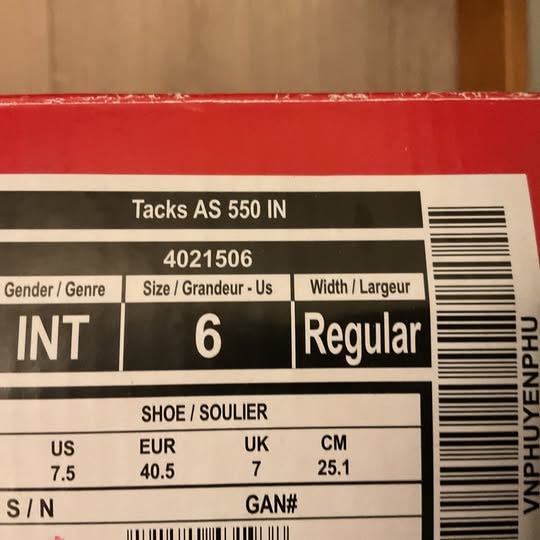 Tacks AS 550 IN
4021506
Gender / Genre Size / Grandeur - Us Width / Largeur
INT 6 Regular
SHOE / SOULIER
US EUR UK CM
7.5 40.5 7 25.1
S / N GAN#
VNPHUYENPHU